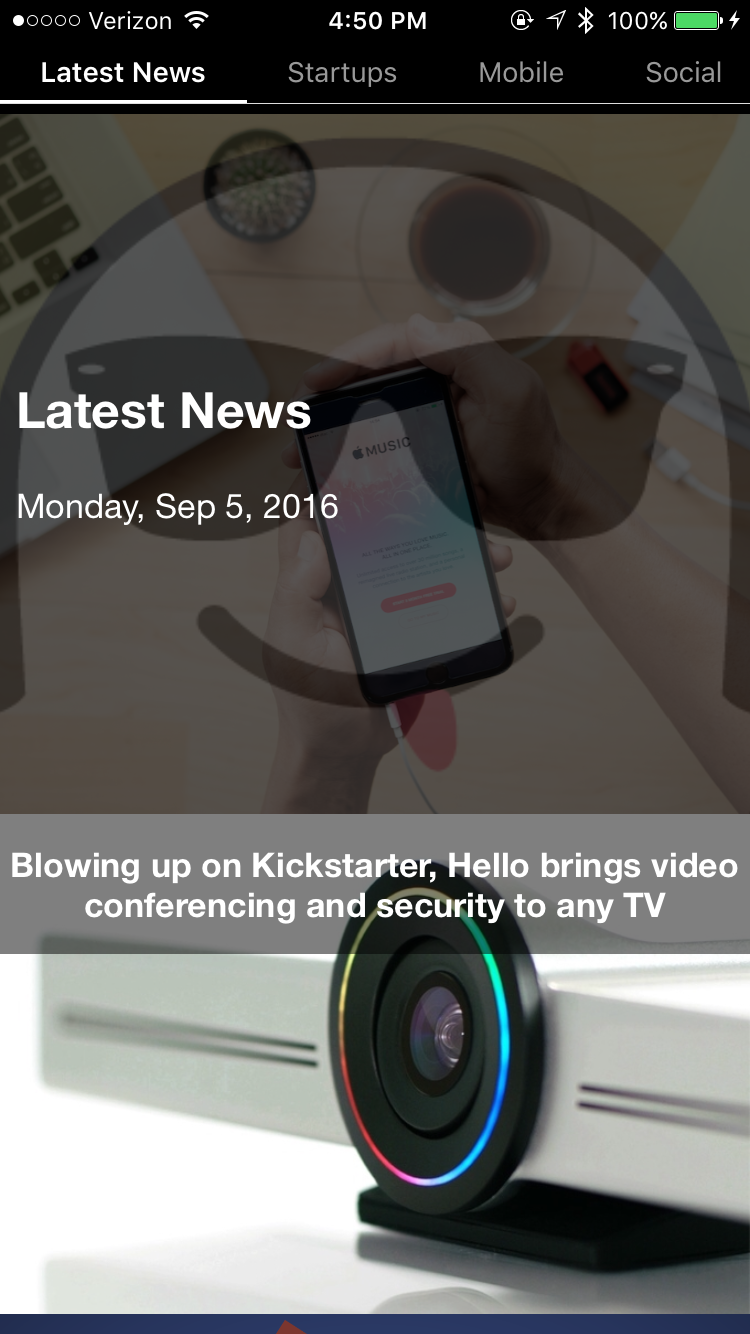 Verizon 4:50 PM 100%
Latest News Startups Mobile Social
Latest News
MUSIC
Monday, Sep 5, 2016
Blowing up on Kickstarter, Hello brings video
conferencing and security to any TV